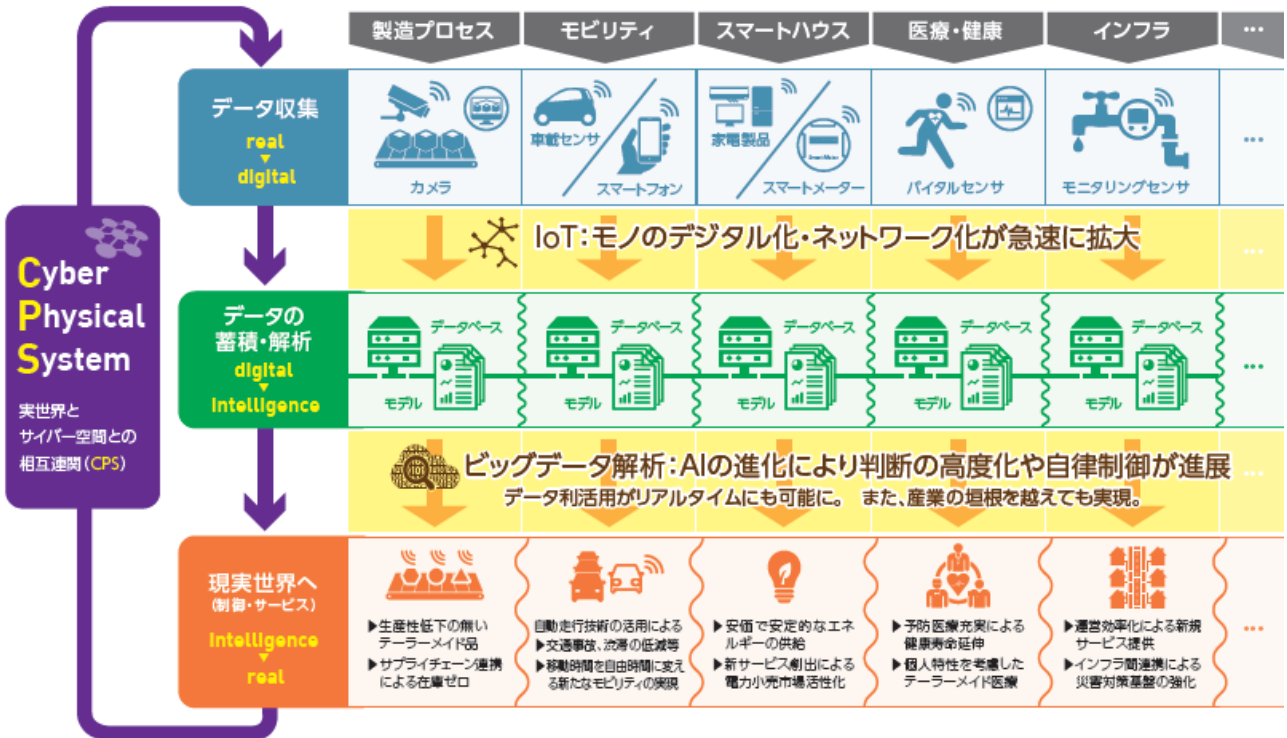 製造プロセス
モビリティ
スマートハウス
医療・健康
インフラ
…
データ収集
real
digital
カメラ
車載センサ
スマートフォン
家電製品
スマートメーター
バイタルセンサ
モニタリングセンサ
…
IoT:モノのデジタル化・ネットワーク化が急速に拡大
…
Cyber
Physical
System
実世界と
サイバー空間との
相互連関(CPS)
データの
蓄積・解析
digital
intelligence
データベース
モデル
データベース
モデル
データベース
モデル
データベース
モデル
データベース
モデル
…
ビッグデータ解析:AIの進化により判断の高度化や自律制御が進展
データ利活用がリアルタイムにも可能に。 また、産業の垣根を越えても実現。
…
現実世界へ
(制御・サービス)
intelligence
real
▶生産性低下の無い
テーラーメイド品
▶サプライチェーン連携
による在庫ゼロ
自動走行技術の活用による
▶交通事故、渋滞の低減等
▶移動時間を自由時間に変え
る新たなモビリティの実現
▶安価で安定的なエネ
ルギーの供給
▶新サービス創出による
電力小売市場活性化
▶予防医療充実による
健康寿命延伸
▶個人特性を考慮した
テーラーメイド医療
▶運営効率化による新規
サービス提供
▶インフラ間連携による
災害対策基盤の強化
…